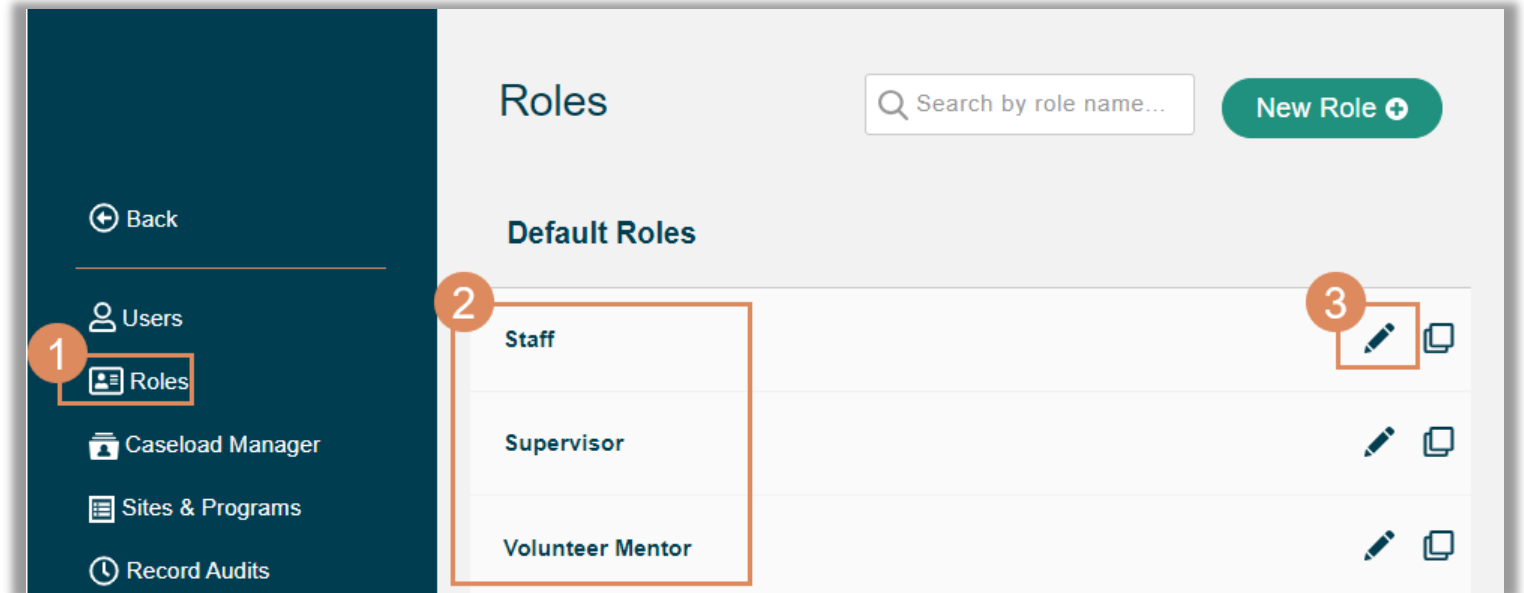 Back
Users
1
Roles
Caseload Manager
Sites & Programs
Record Audits
Roles
Search by role name...
New Role
Default Roles
2
3
Staff
Supervisor
Volunteer Mentor